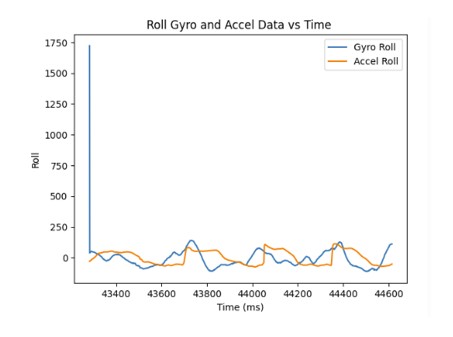 Roll Gyro and Accel Data vs Time
Gyro Roll
Accel Roll
1750
1500
1250
1000
750
500
250
0
Roll
43400 43600 43800 44000 44200 44400 44600
Time (ms)